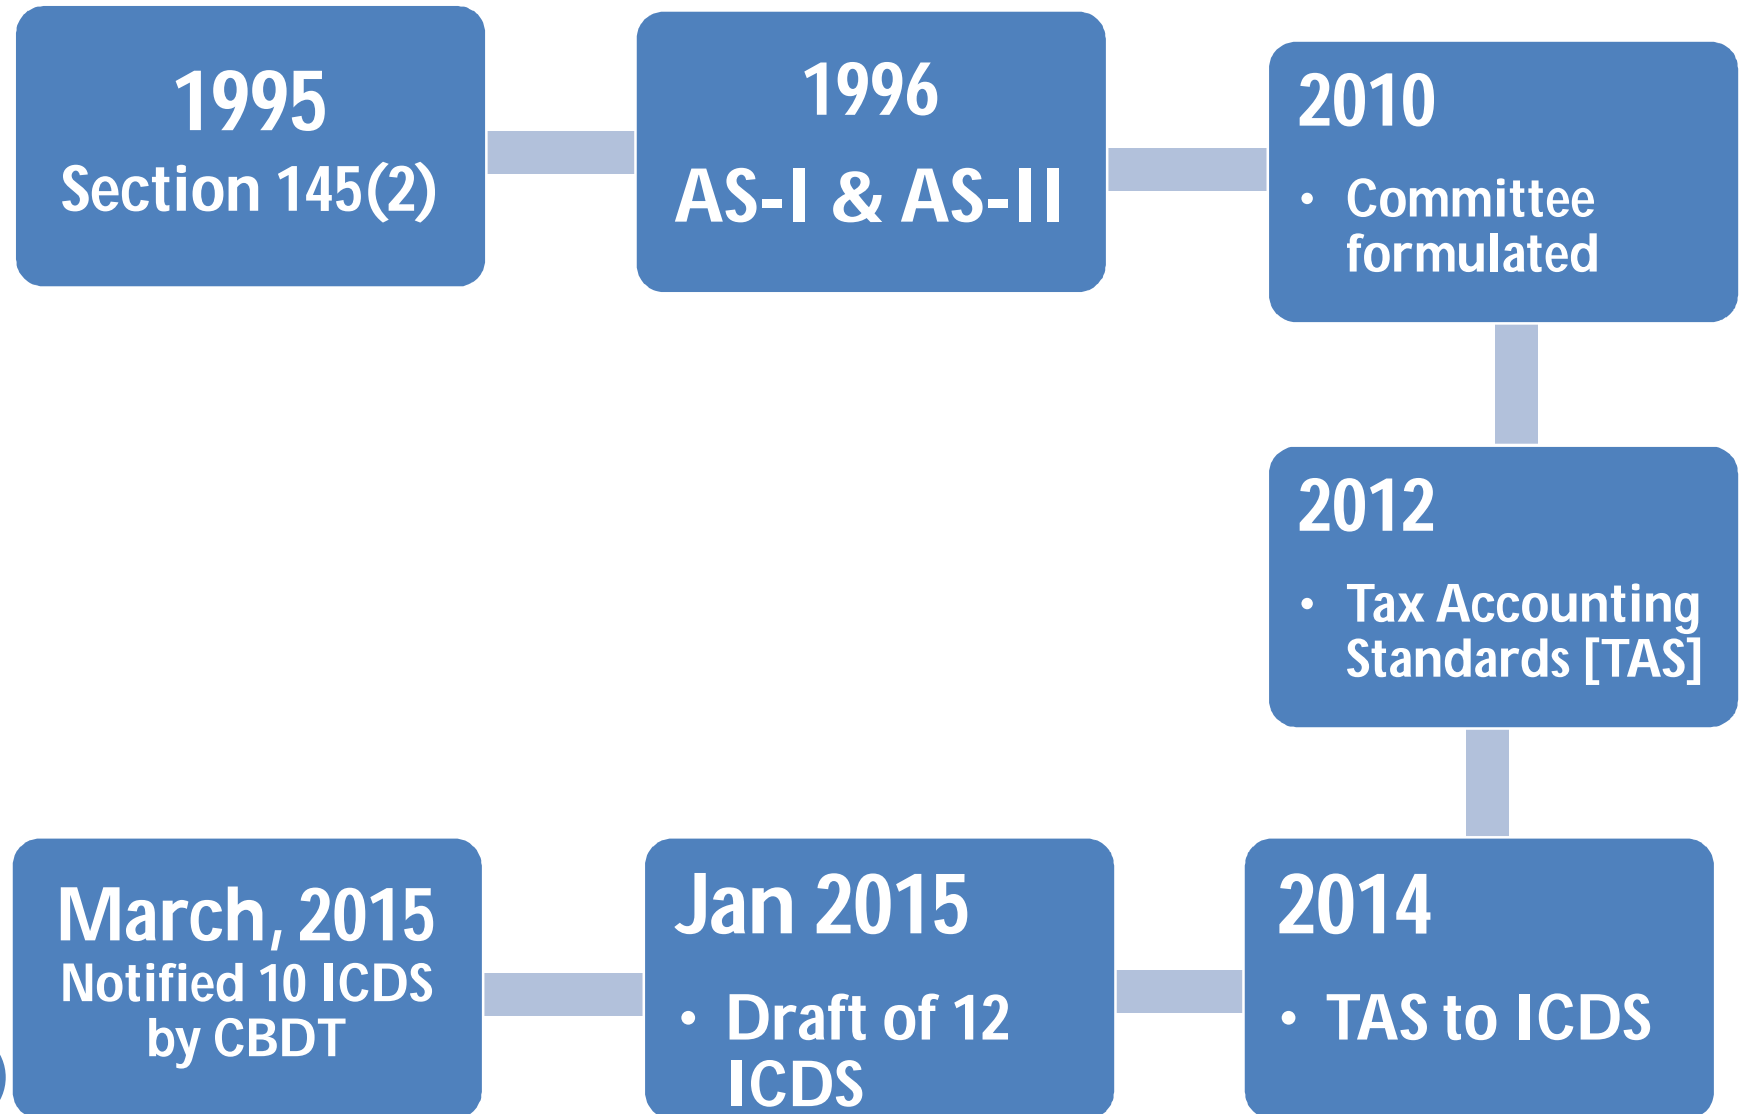 1995
Section 145(2)
1996
AS-I & AS-II
2010
• Committee
formulated
2012
• Tax Accounting
Standards [TAS]
2014
• TAS to ICDS
Jan 2015
• Draft of 12
ICDS
March, 2015
Notified 10 ICDS
by CBDT